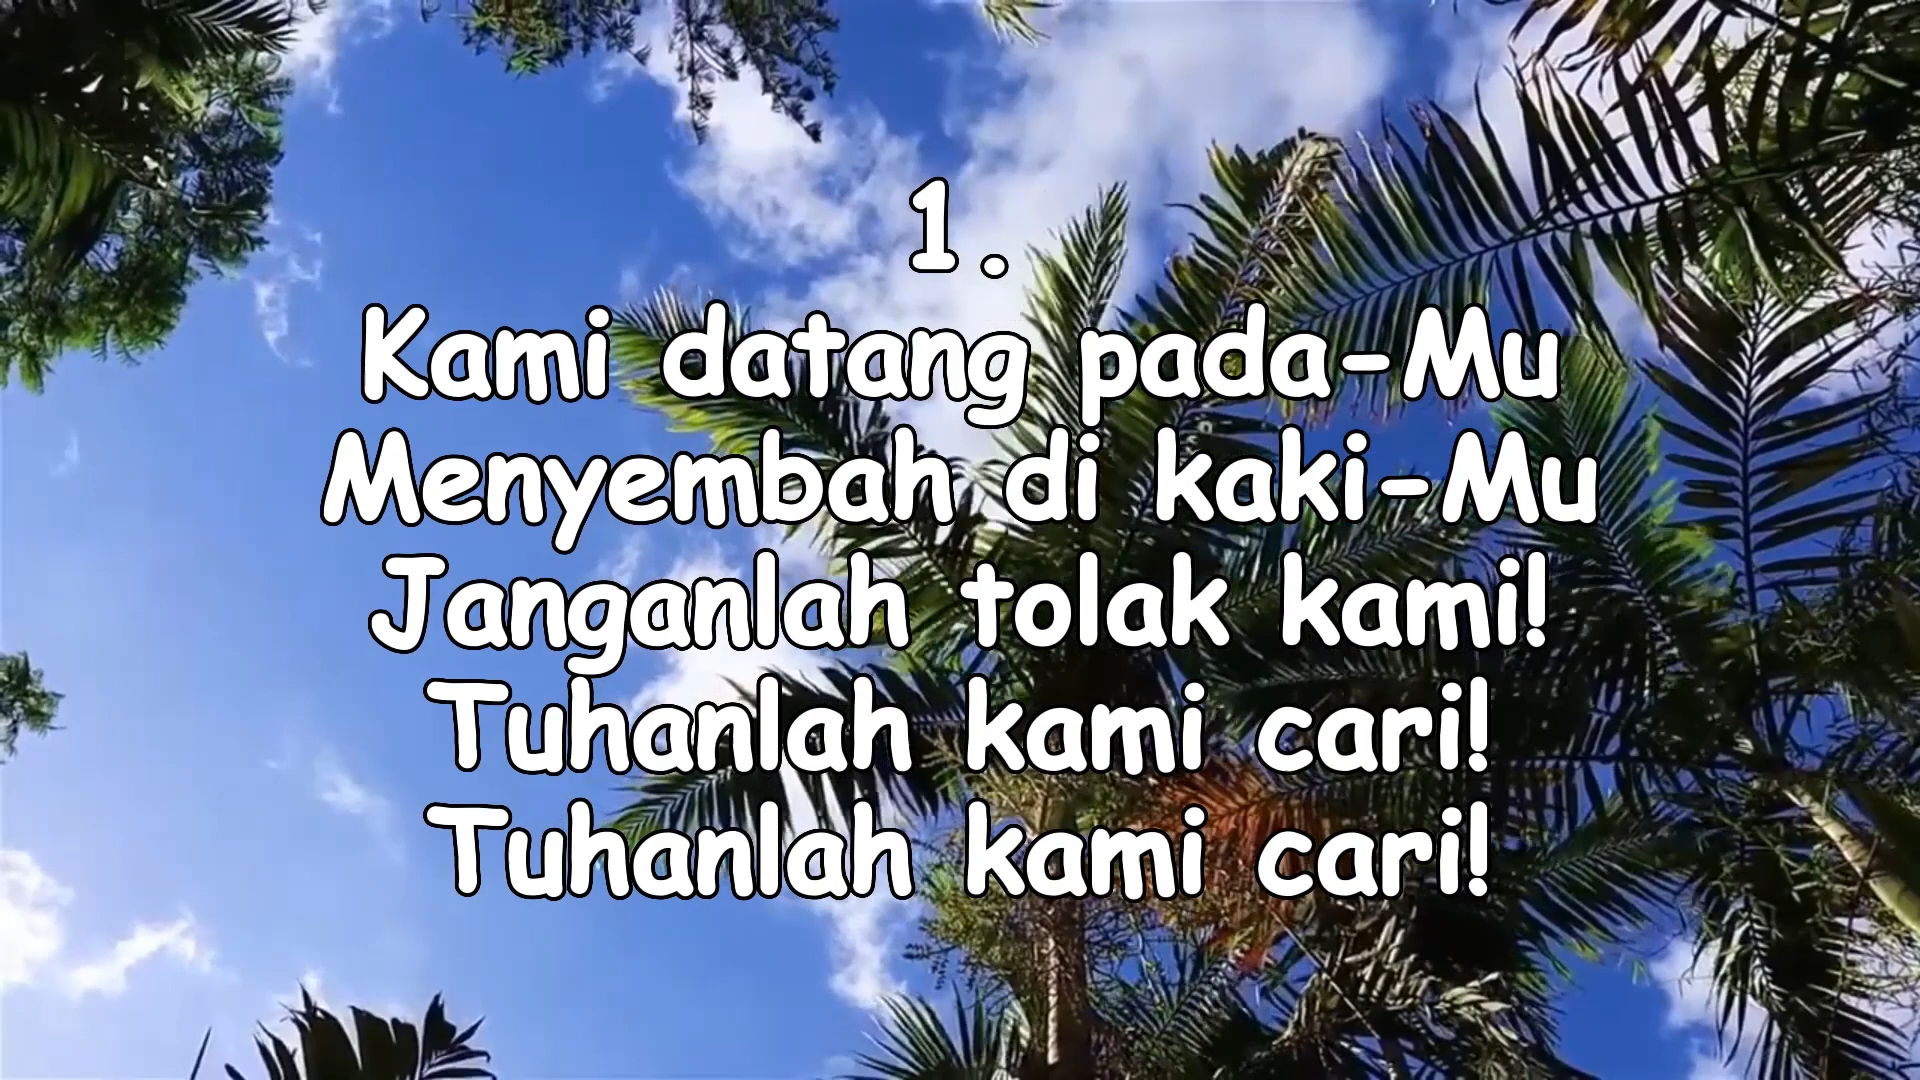 1.
Kami datang pada-Mu
Menyembah di kaki-Mu
Janganlah tolak kami!
Tuhanlah kami cari!
Tuhanlah kami cari!